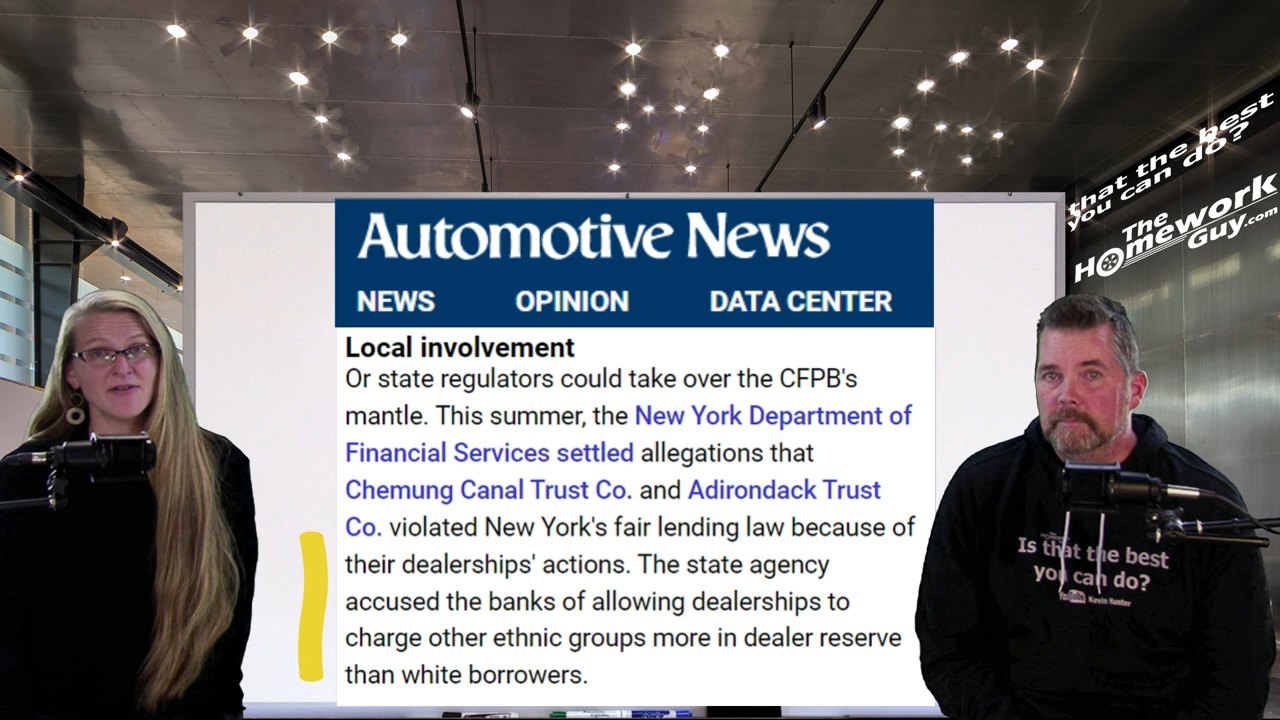 that the best
you can do?
The
Homework
Guy.com
Automotive News
NEWS OPINION DATA CENTER
Local involvement
Or state regulators could take over the CFPB's
mantle. This summer, the New York Department of
Financial Services settled allegations that
Chemung Canal Trust Co. and Adirondack Trust
Co. violated New York's fair lending law because of
their dealerships' actions. The state agency
accused the banks of allowing dealerships to
charge other ethnic groups more in dealer reserve
than white borrowers.
Is that the best
you can do?
YouTube Kevin Hunter